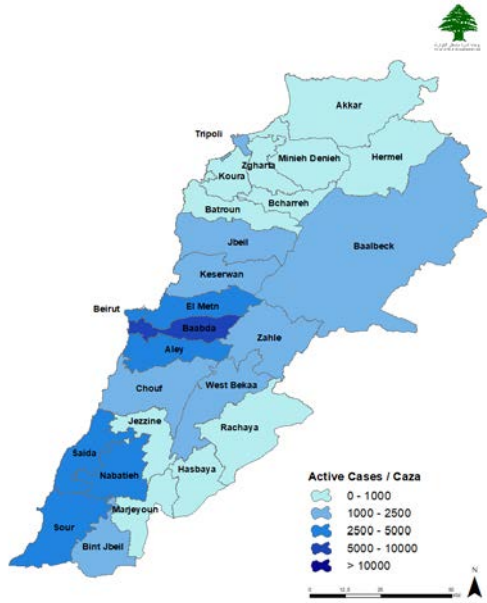 Akkar
Tripoli
Zgharta
Minieh Denieh
Hermel
Koura
Bcharreh
Batroun
Jbeil
Baalbeck
Keserwan
El Metn
Beirut
Baabda
Zahle
Aley
Chouf
West Bekaa
Jezzine
Rachaya
Saida
Nabatieh
Hasbaya
Marjeyoun
Sour
Bint Jbeil
Active Cases / Caza
0 - 1000
1000 - 2500
2500 - 5000
5000 - 10000
> 10000
N